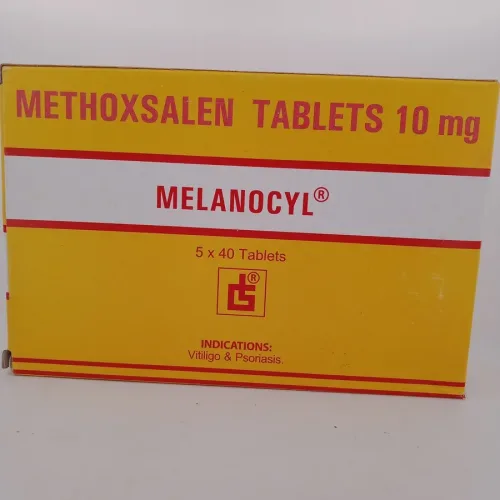 METHOXSALEN TABLETS 10 mg
MELANOCYL®
5 x 40 Tablets
®
INDICATIONS:
Vitiligo & Psoriasis.